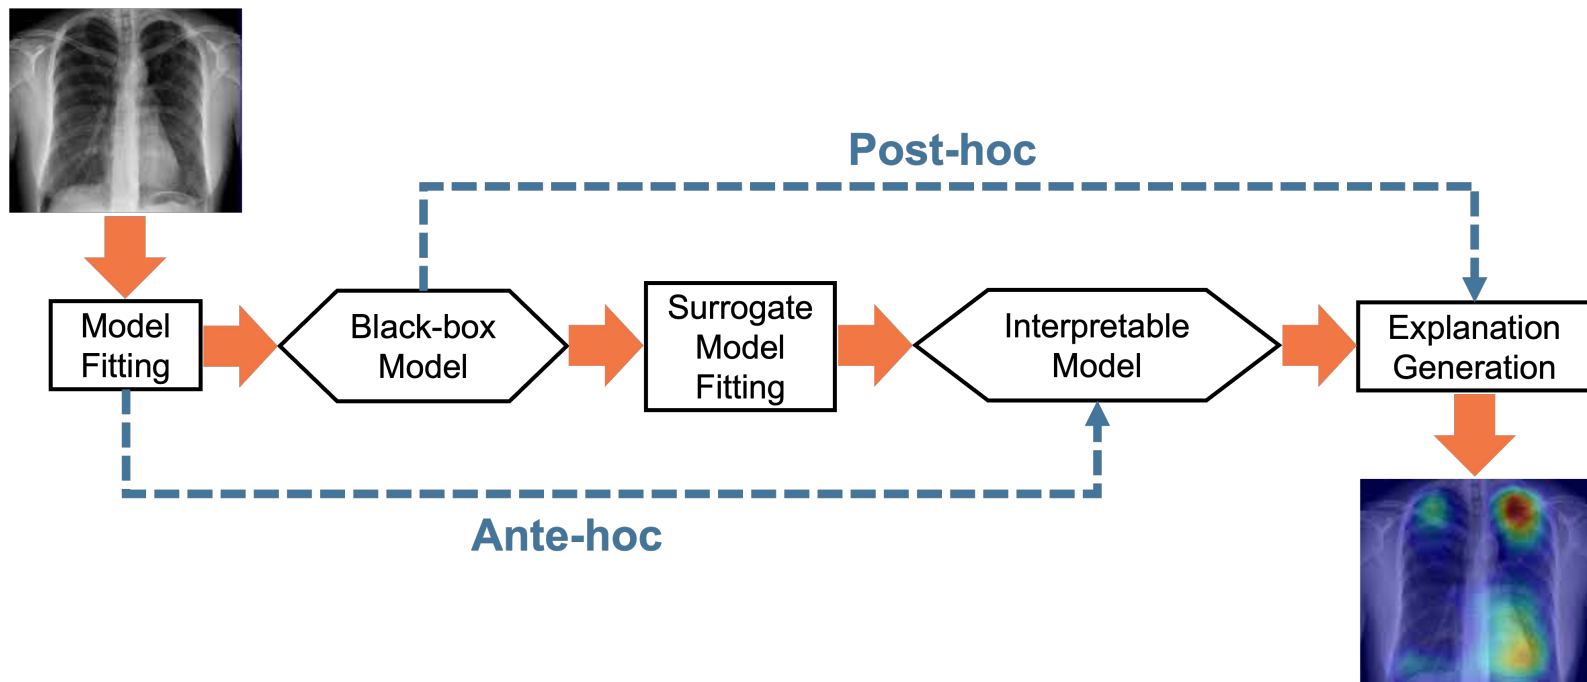 Post-hoc
Model
Fitting
Black-box
Model
Surrogate
Model
Fitting
Interpretable
Model
Explanation
Generation
Ante-hoc